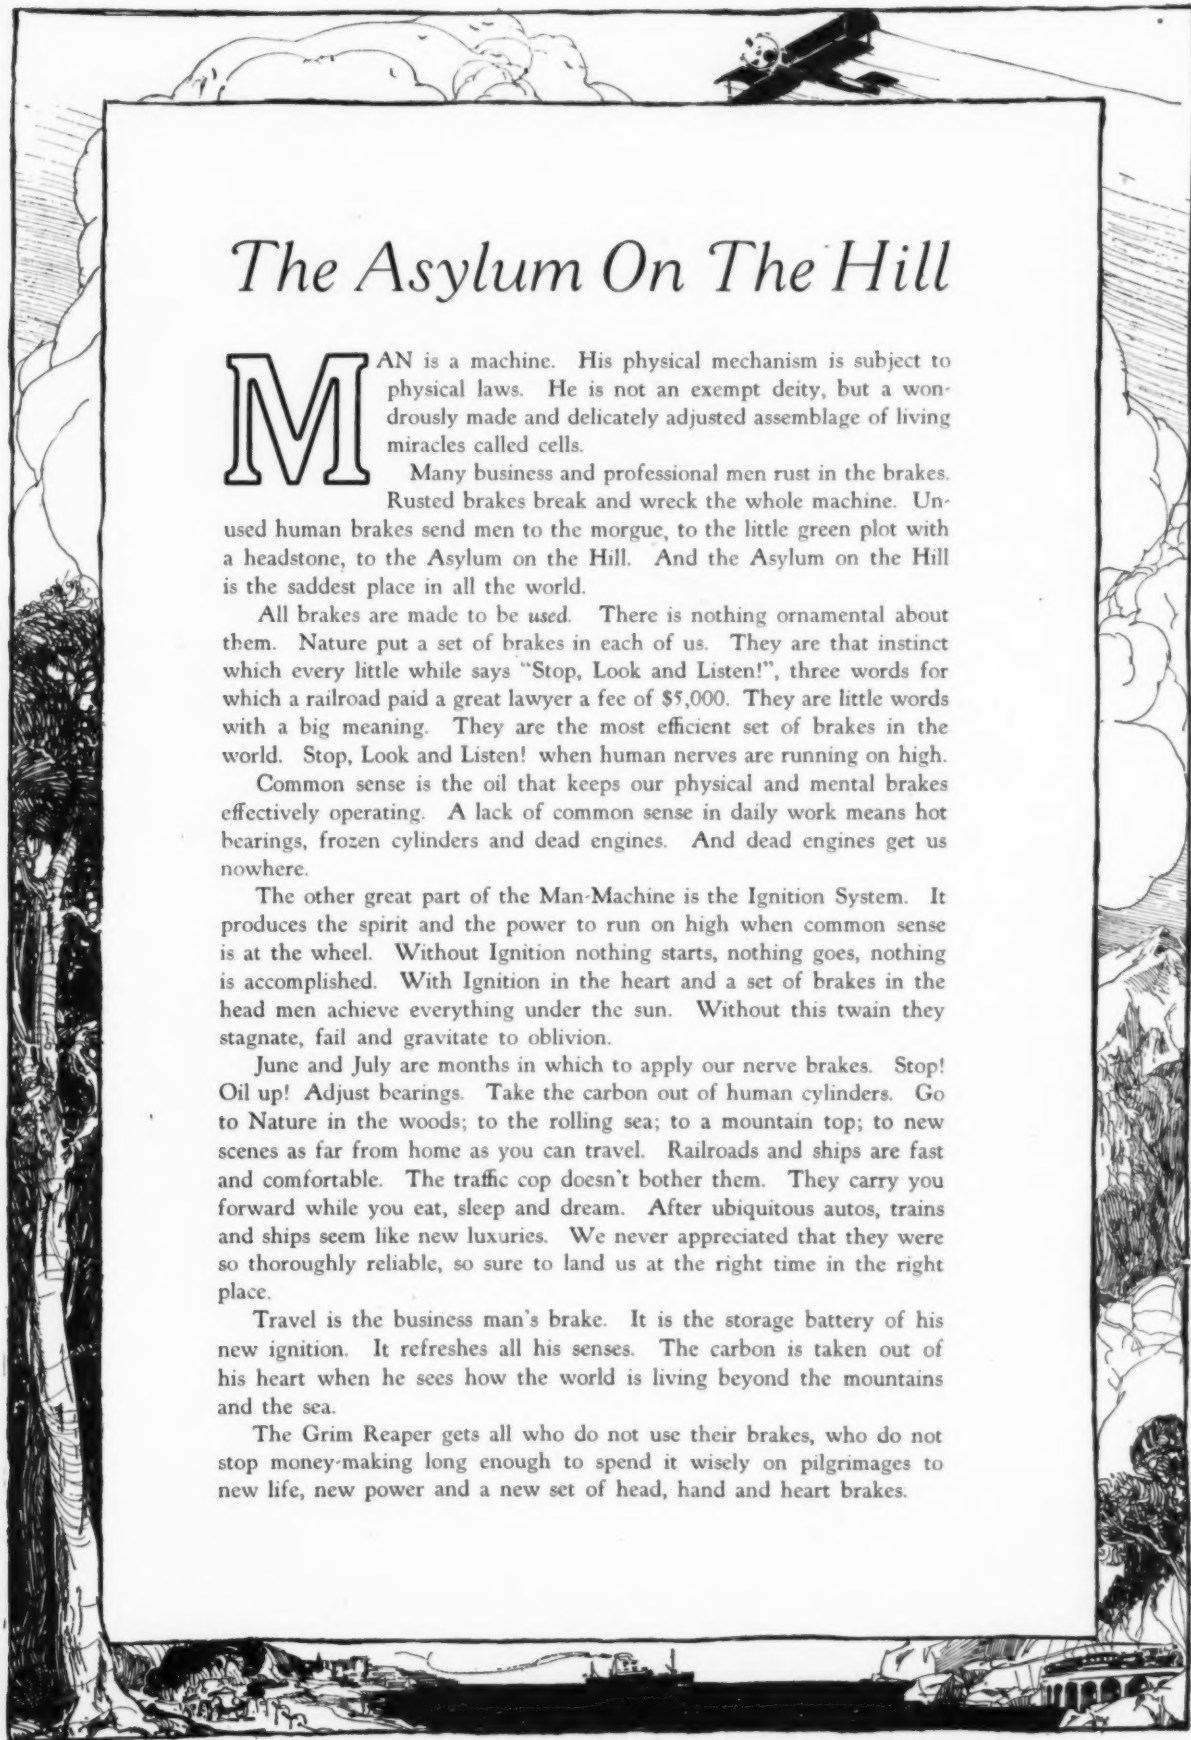 The Asylum On The Hill
MAN is a machine. His physical mechanism is subject to
physical laws. He is not an exempt deity, but a won-
drously made and delicately adjusted assemblage of living
miracles called cells.
Many business and professional men rust in the brakes.
Rusted brakes break and wreck the whole machine. Un-
used human brakes send men to the morgue, to the little green plot with
a headstone, to the Asylum on the Hill. And the Asylum on the Hill
is the saddest place in all the world.
All brakes are made to be used. There is nothing ornamental about
them. Nature put a set of brakes in each of us. They are that instinct
which every little while says "Stop, Look and Listen!", three words for
which a railroad paid a great lawyer a fee of $5,000. They are little words
with a big meaning. They are the most efficient set of brakes in the
world. Stop, Look and Listen! when human nerves are running on high.
Common sense is the oil that keeps our physical and mental brakes
effectively operating. A lack of common sense in daily work means hot
bearings, frozen cylinders and dead engines. And dead engines get us
nowhere.
The other great part of the Man-Machine is the Ignition System. It
produces the spirit and the power to run on high when common sense
is at the wheel. Without Ignition nothing starts, nothing goes, nothing
is accomplished. With Ignition in the heart and a set of brakes in the
head men achieve everything under the sun. Without this twain they
stagnate, fail and gravitate to oblivion.
June and July are months in which to apply our nerve brakes. Stop!
Oil up! Adjust bearings. Take the carbon out of human cylinders. Go
to Nature in the woods; to the rolling sea; to a mountain top; to new
scenes as far from home as you can travel. Railroads and ships are fast
and comfortable. The traffic cop doesn't bother them. They carry you
forward while you eat, sleep and dream. After ubiquitous autos, trains
and ships seem like new luxuries. We never appreciated that they were
so thoroughly reliable, so sure to land us at the right time in the right
place.
Travel is the business man's brake. It is the storage battery of his
new ignition. It refreshes all his senses. The carbon is taken out of
his heart when he sees how the world is living beyond the mountains
and the sea.
The Grim Reaper gets all who do not use their brakes, who do not
stop money-making long enough to spend it wisely on pilgrimages to
new life, new power and a new set of head, hand and heart brakes.